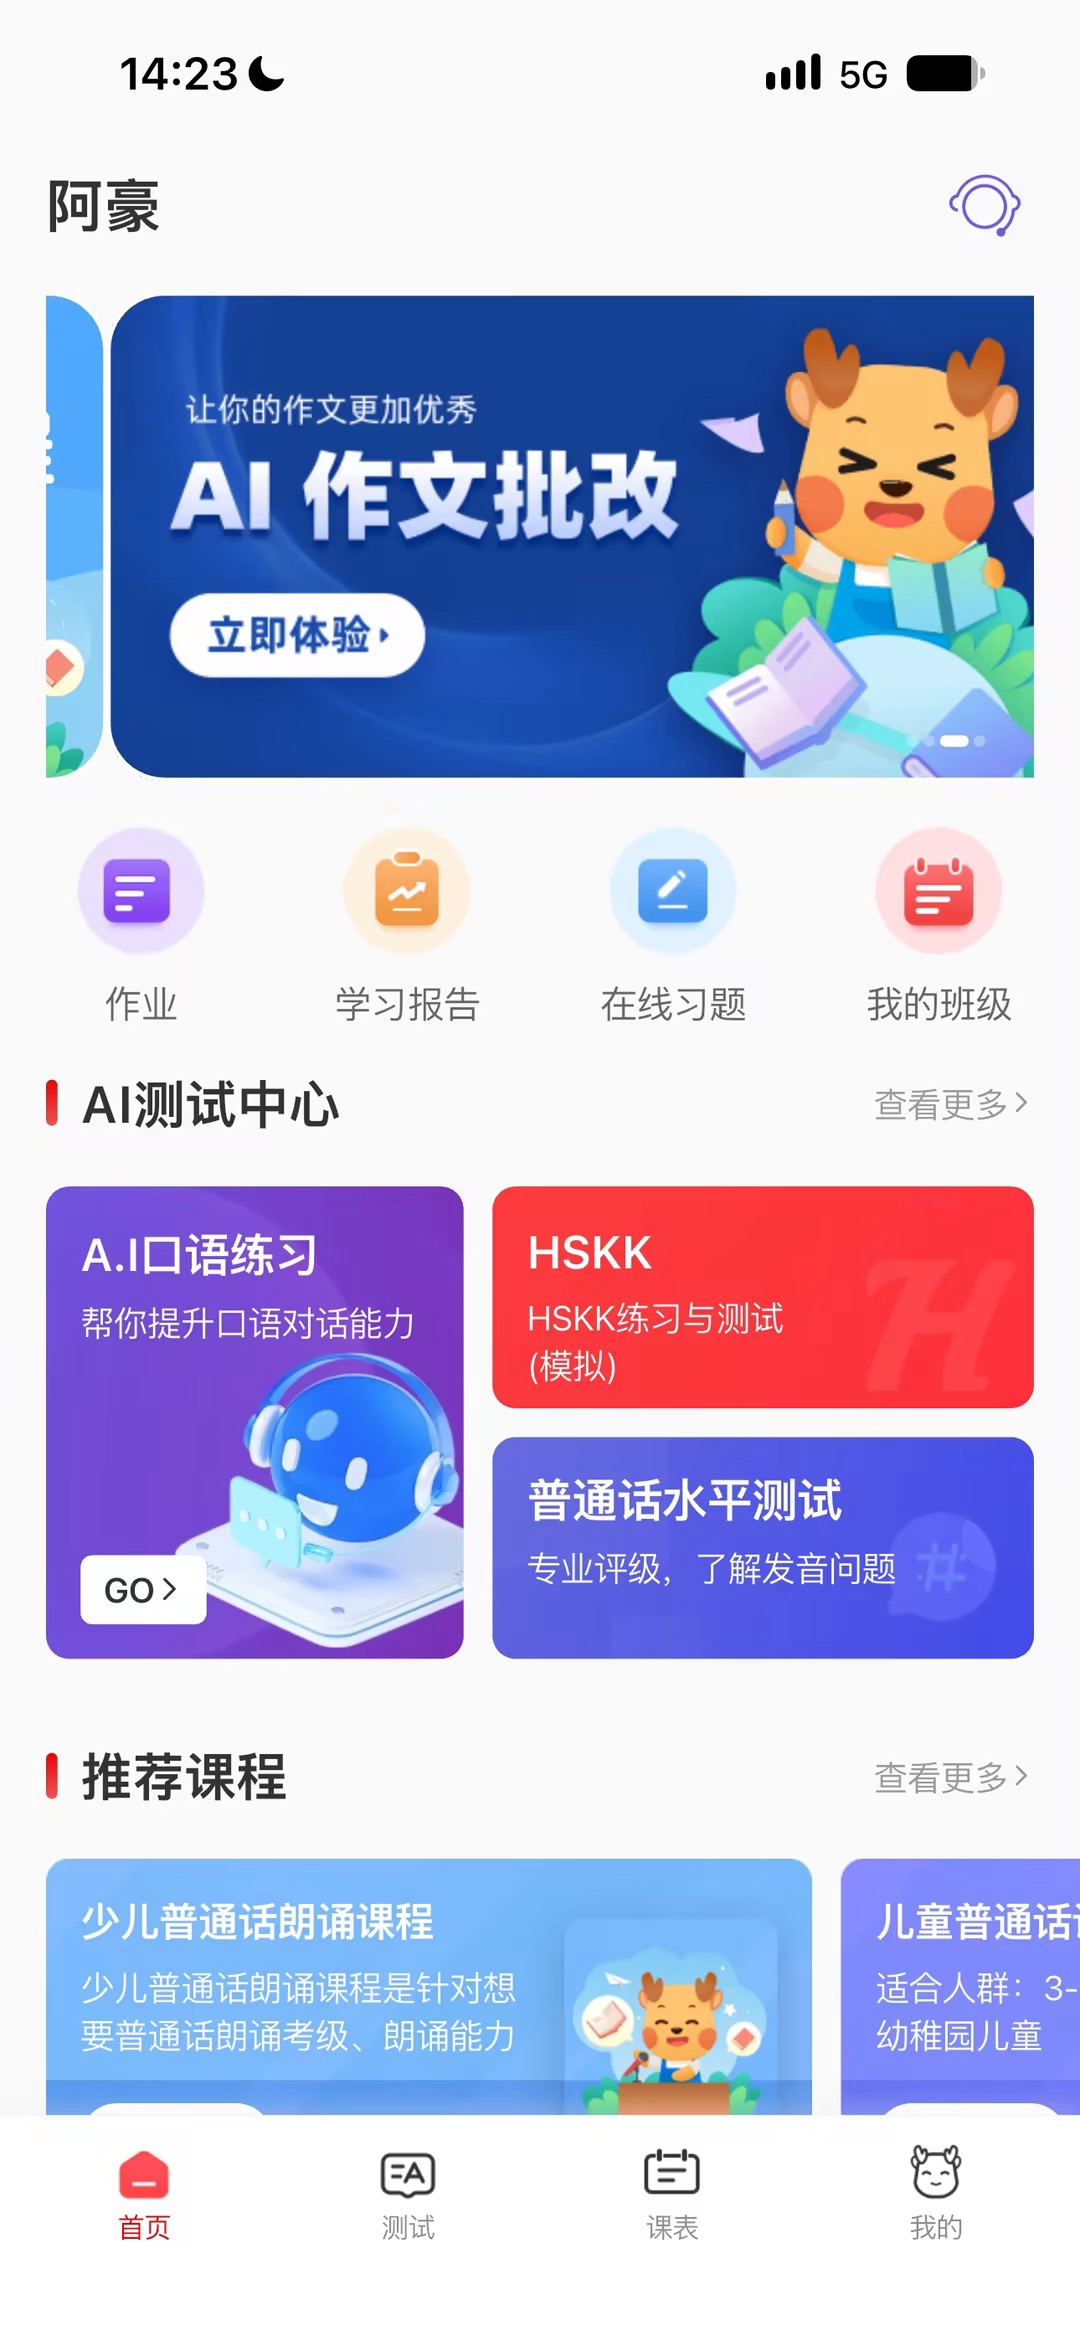 14:23
5G
阿豪
让你的作文更加优秀
AI 作文批改
立即体验
作业
学习报告
在线习题
我的班级
AI测试中心
查看更多
A.I口语练习
帮你提升口语对话能力
GO
HSKK
HSKK练习与测试
(模拟)
H
普通话水平测试
专业评级，了解发音问题
#
推荐课程
查看更多
少儿普通话朗诵课程
少儿普通话朗诵课程是针对想
要普通话朗诵考级、朗诵能力
儿童普通话
适合人群：3-
幼稚园儿童
首页
测试
课表
我的